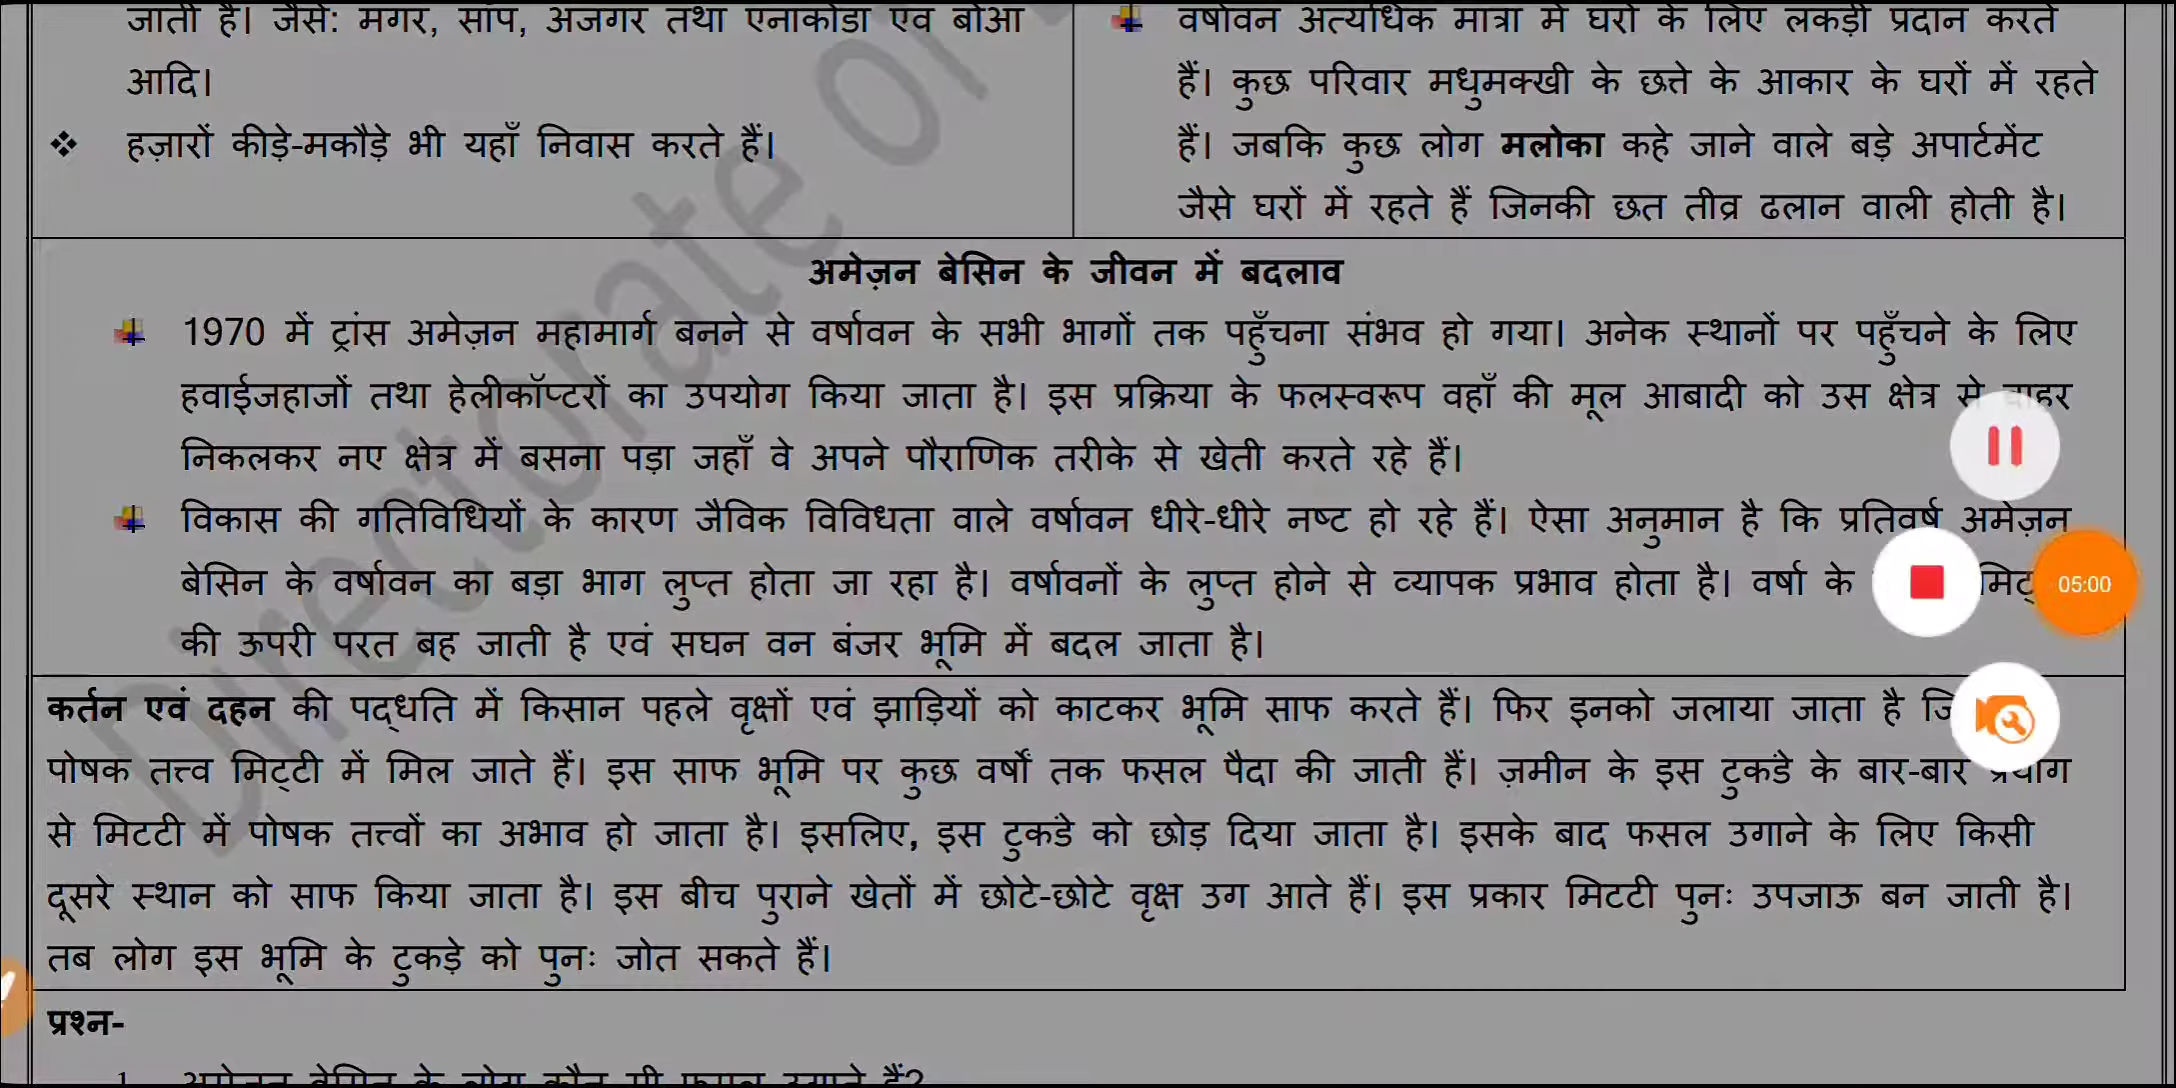 जाती हैं। जैसे: मगर, साँप, अजगर तथा एनाकोंडा एवं बोआ
आदि।
हज़ारों कीड़े-मकौड़े भी यहाँ निवास करते हैं।
वर्षावन अत्यधिक मात्रा में घरों के लिए लकड़ी प्रदान करते
हैं। कुछ परिवार मधुमक्खी के छत्ते के आकार के घरों में रहते
हैं। जबकि कुछ लोग मलोका कहे जाने वाले बड़े अपार्टमेंट
जैसे घरों में रहते हैं जिनकी छत तीव्र ढलान वाली होती है।
अमेज़न बेसिन के जीवन में बदलाव
1970 में ट्रांस अमेज़न महामार्ग बनने से वर्षावन के सभी भागों तक पहुँचना संभव हो गया। अनेक स्थानों पर पहुँचने के लिए
हवाईजहाजों तथा हेलीकॉप्टरों का उपयोग किया जाता है। इस प्रक्रिया के फलस्वरूप वहाँ की मूल आबादी को उस क्षेत्र से बाहर
निकलकर नए क्षेत्र में बसना पड़ा जहाँ वे अपने पौराणिक तरीके से खेती करते रहे हैं।
विकास की गतिविधियों के कारण जैविक विविधता वाले वर्षावन धीरे-धीरे नष्ट हो रहे हैं। ऐसा अनुमान है कि प्रतिवर्ष अमेज़न
बेसिन के वर्षावन का बड़ा भाग लुप्त होता जा रहा है। वर्षावनों के लुप्त होने से व्यापक प्रभाव होता है। वर्षा के
05:00
की ऊपरी परत बह जाती है एवं सघन वन बंजर भूमि में बदल जाता है।
कर्तन एवं दहन की पद्धति में किसान पहले वृक्षों एवं झाड़ियों को काटकर भूमि साफ करते हैं। फिर इनको जलाया जाता है
पोषक तत्त्व मिट्टी में मिल जाते हैं। इस साफ भूमि पर कुछ वर्षों तक फसल पैदा की जाती हैं। ज़मीन के इस टुकडे के बार-बार प्रयोग
से मिटटी में पोषक तत्त्वों का अभाव हो जाता है। इसलिए, इस टुकडे को छोड़ दिया जाता है। इसके बाद फसल उगाने के लिए किसी
दूसरे स्थान को साफ किया जाता है। इस बीच पुराने खेतों में छोटे-छोटे वृक्ष उग आते हैं। इस प्रकार मिटटी पुनः उपजाऊ बन जाती है।
तब लोग इस भूमि के टुकड़े को पुनः जोत सकते हैं।
प्रश्न-
1. अमेज़न बेसिन के लोग कौन सी फसल उगाते हैं?
Directorate of